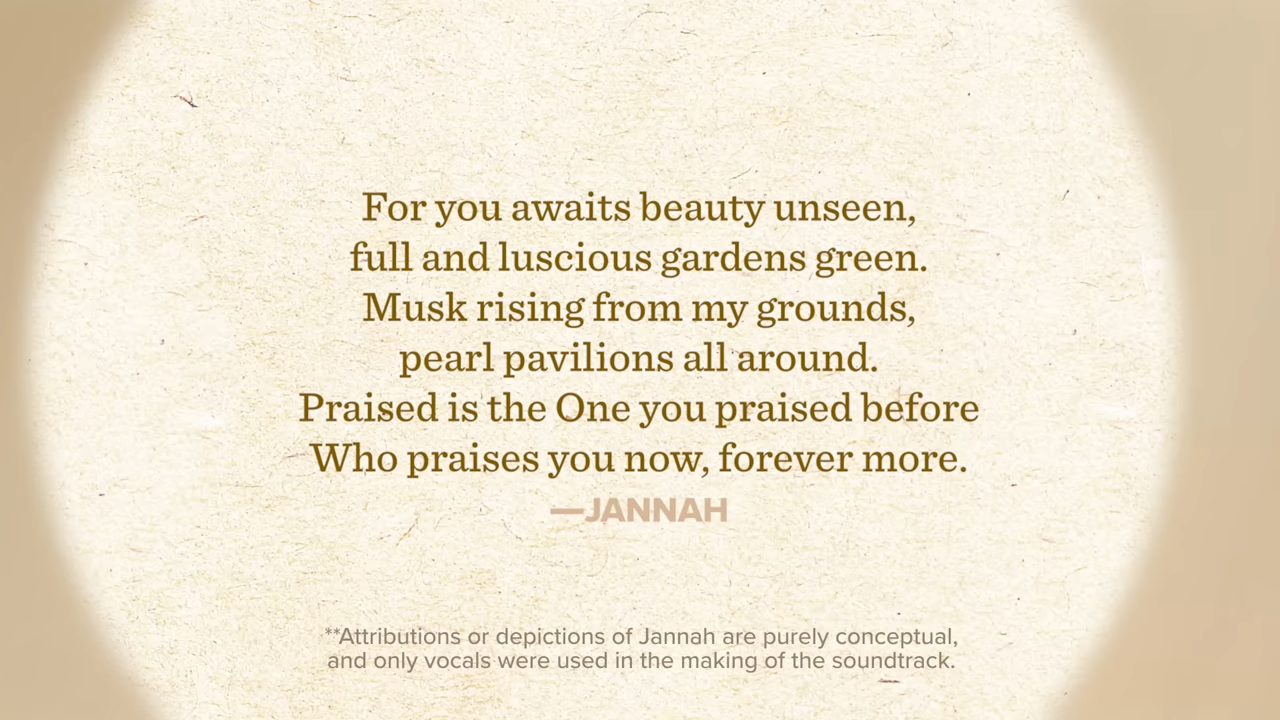 For you awaits beauty unseen,
full and luscious gardens green.
Musk rising from my grounds,
pearl pavilions all around.
Praised is the One you praised before
Who praises you now, forever more.
—JANNAH
**Attributions or depictions of Jannah are purely conceptual,
and only vocals were used in the making of the soundtrack.